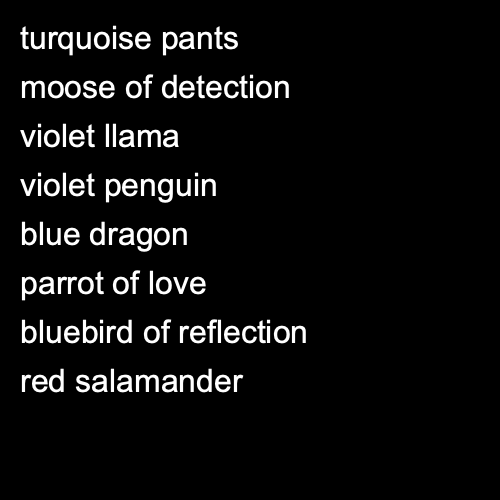 turquoise pants
moose of detection
violet llama
violet penguin
blue dragon
parrot of love
bluebird of reflection
red salamander